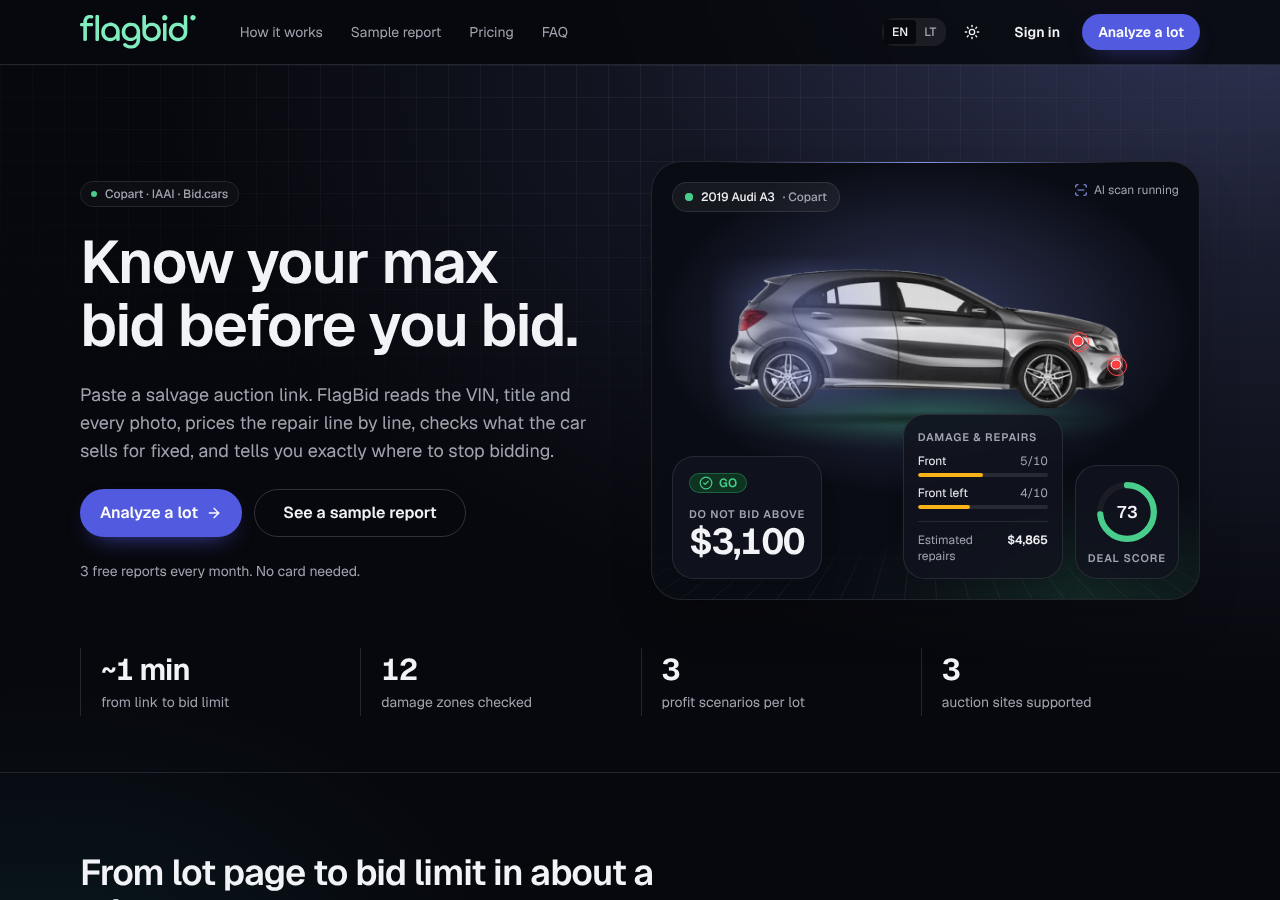 flagbid
How it works
Sample report
Pricing
FAQ
EN
LT
Sign in
Analyze a lot
Copart · IAAI · Bid.cars
Know your max
bid before you bid.
Paste a salvage auction link. FlagBid reads the VIN, title and
every photo, prices the repair line by line, checks what the car
sells for fixed, and tells you exactly where to stop bidding.
Analyze a lot →
See a sample report
3 free reports every month. No card needed.
2019 Audi A3 · Copart
AI scan running
GO
DO NOT BID ABOVE
$3,100
DAMAGE & REPAIRS
Front 5/10
Front left 4/10
Estimated
repairs
$4,865
73
DEAL SCORE
~1 min
from link to bid limit
12
damage zones checked
3
profit scenarios per lot
3
auction sites supported
From lot page to bid limit in about a